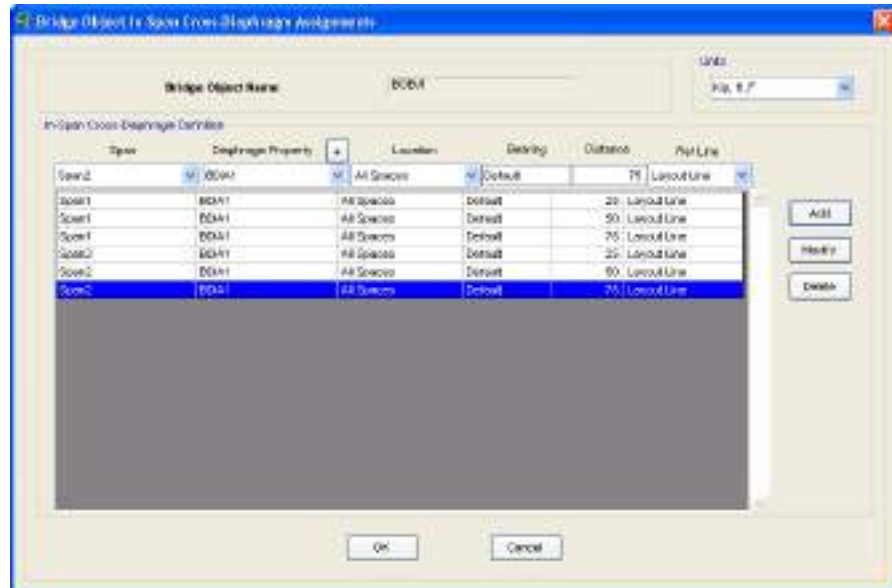 Bridge Object In-Span Cross-Diaphragm Assignments
Units
Bridge Object Name
BOBJ1
Kip, ft, F
In-Span Cross-Diaphragm Definition
Span Diaphragm Property + Location Bearing Distance Ref Line
Span2 BDIA1 All Spaces Default 75 Layout Line
Span1 BDIA1 All Spaces Default 25 Layout Line
Span1 BDIA1 All Spaces Default 50 Layout Line
Span1 BDIA1 All Spaces Default 75 Layout Line
Span2 BDIA1 All Spaces Default 25 Layout Line
Span2 BDIA1 All Spaces Default 50 Layout Line
Span2 BDIA1 All Spaces Default 75 Layout Line
Add
Modify
Delete
OK Cancel